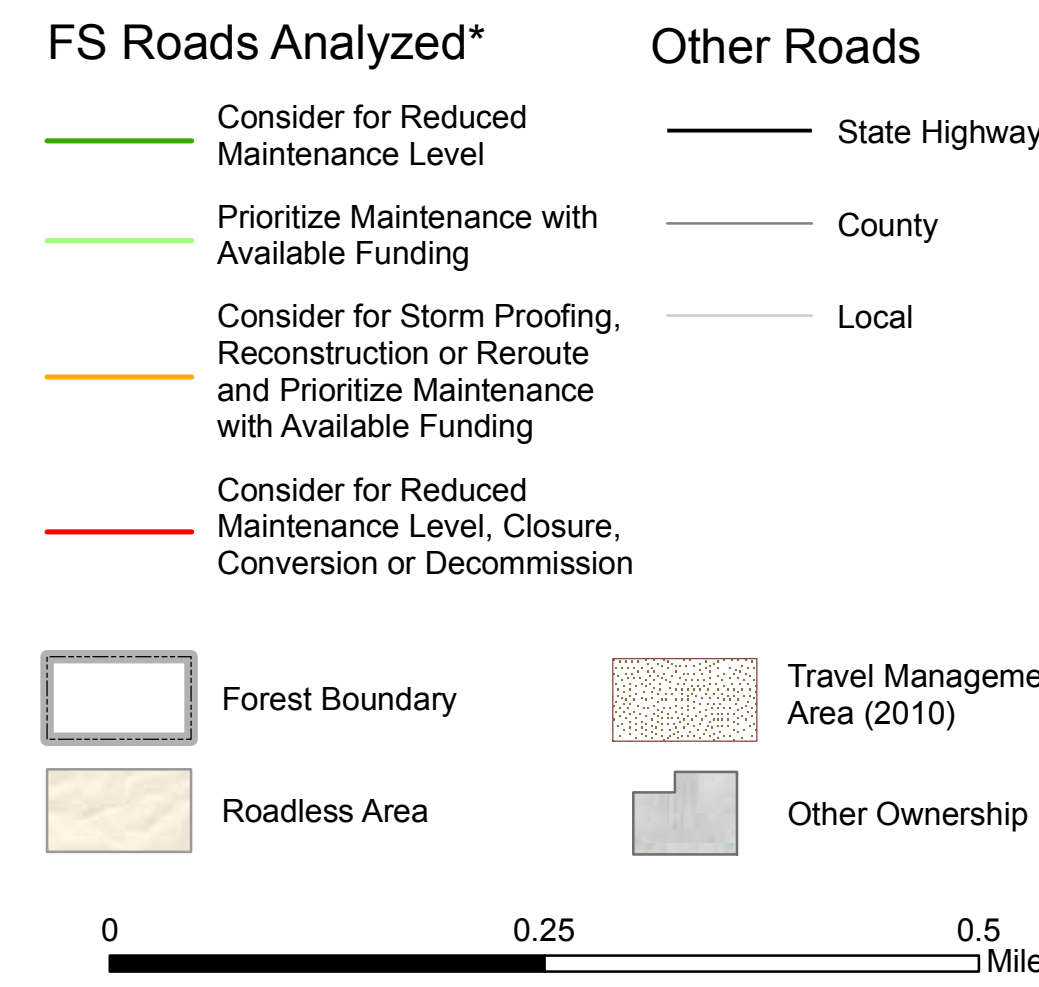 FS Roads Analyzed*
Consider for Reduced
Maintenance Level
Prioritize Maintenance with
Available Funding
Consider for Storm Proofing,
Reconstruction or Reroute
and Prioritize Maintenance
with Available Funding
Consider for Reduced
Maintenance Level, Closure,
Conversion or Decommission
Other Roads
State Highway
County
Local
Forest Boundary
Roadless Area
Travel Manageme
Area (2010)
Other Ownership
0 0.25 0.5
Mile